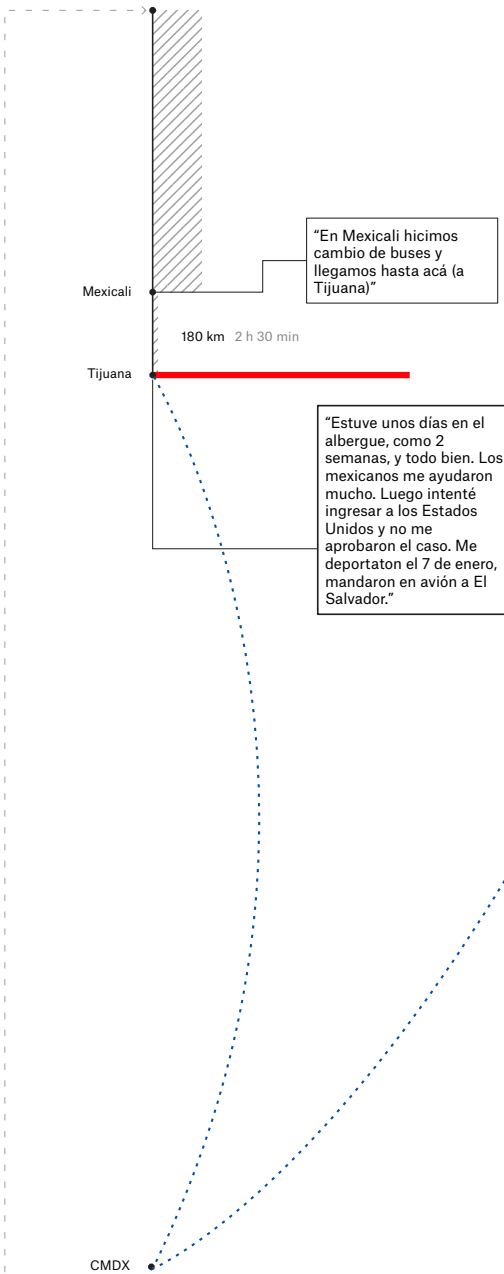 “En Mexicali hicimos
cambio de buses y
llegamos hasta acá (a
Tijuana)”
Mexicali
180 km 2 h 30 min
Tijuana
“Estuve unos días en el
albergue, como 2
semanas, y todo bien. Los
mexicanos me ayudaron
mucho. Luego intenté
ingresar a los Estados
Unidos y no me
aprobaron el caso. Me
deportaton el 7 de enero,
mandaron en avión a El
Salvador.”
CMDX